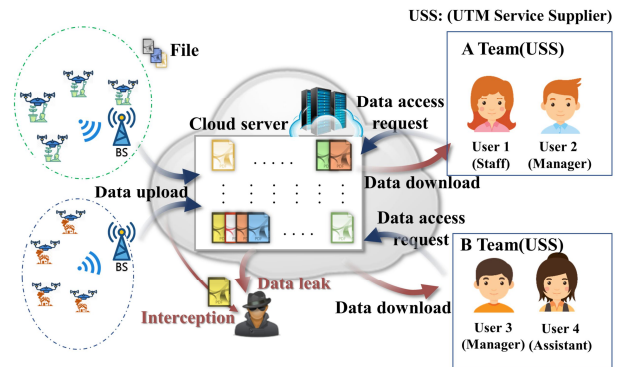 USS: (UTM Service Supplier)
File
A Team(USS)
Cloud server
Data access
request
BS
User 1
(Staff)
User 2
(Manager)
Data upload
Data download
Data access
request
BS
B Team(USS)
Data leak
Interception
Data download
User 3
(Manager)
User 4
(Assistant)